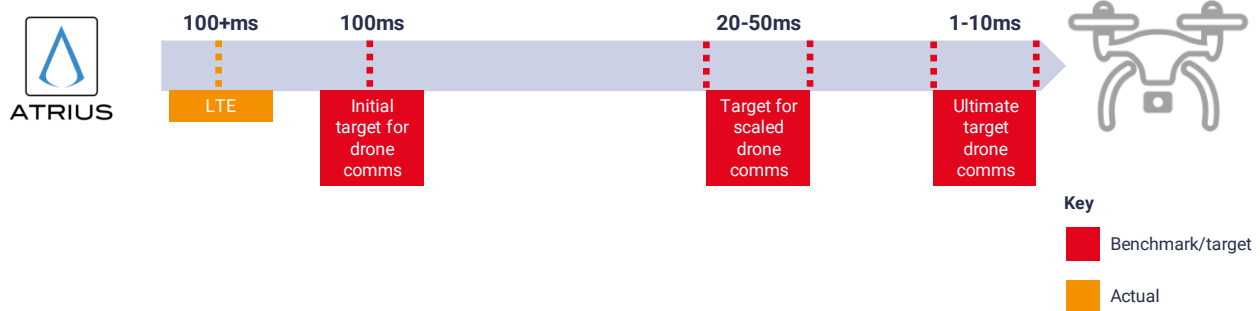 100+ms
100ms
20-50ms
1-10ms
ATRIUS
LTE
Initial
target for
drone
comms
Target for
scaled
drone
comms
Ultimate
target
drone
comms
Key
Benchmark/target
Actual